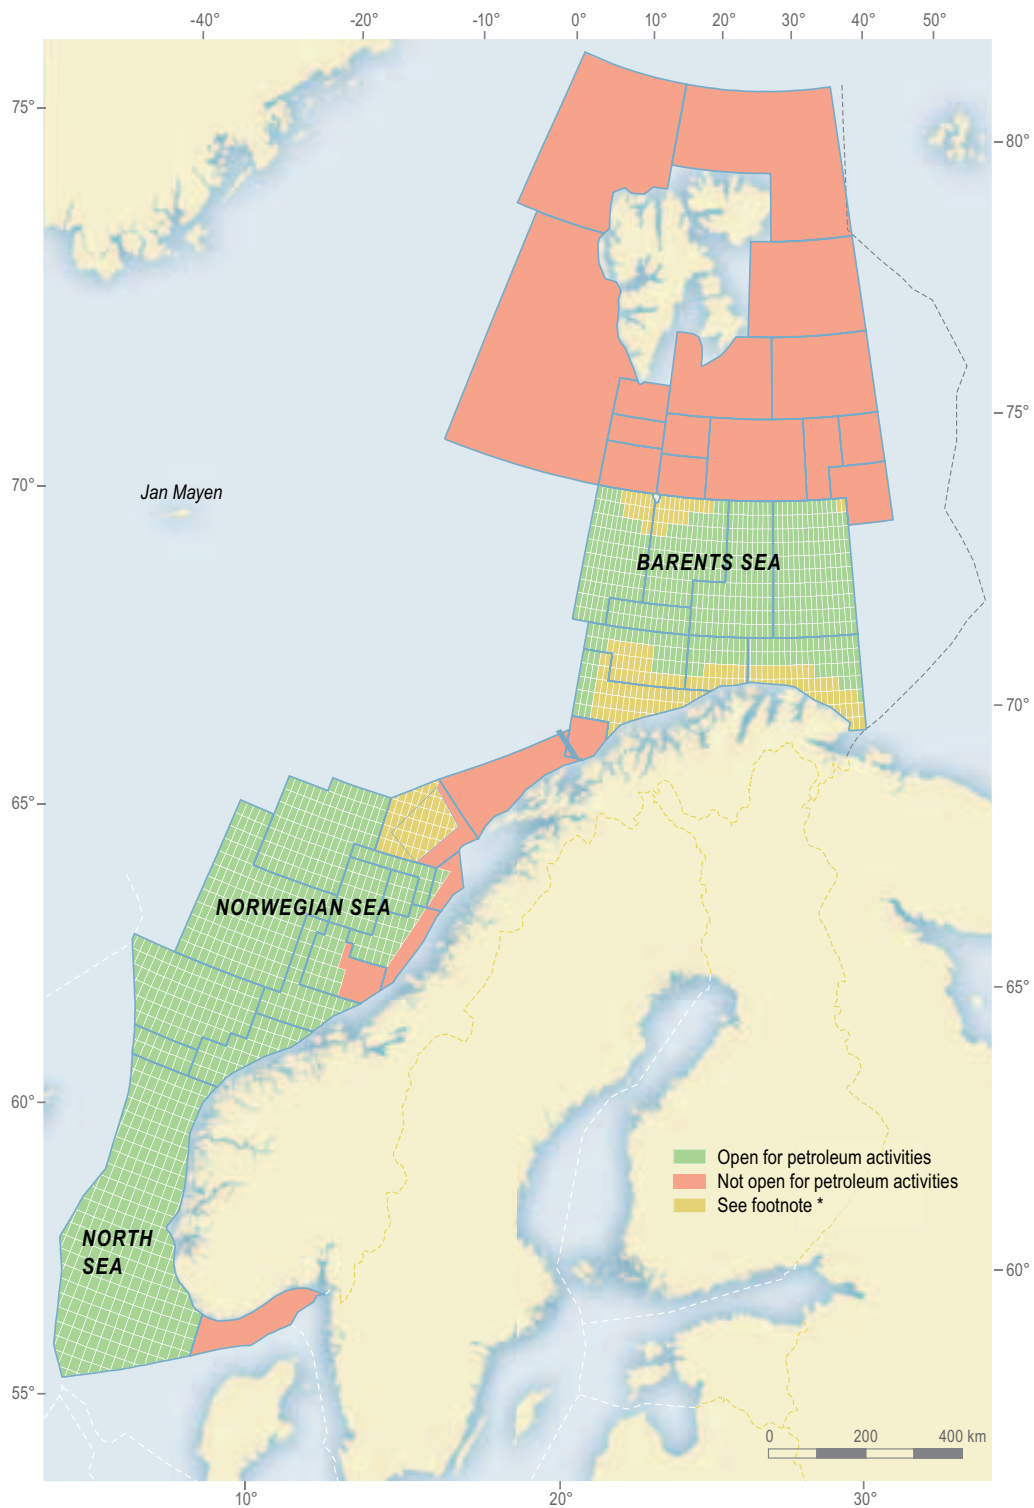 -40° -20° -10° 0° 10° 20° 30° 40° 50°
75°
80°
75°
70°
Jan Mayen
BARENTS SEA
70°
65°
NORWEGIAN SEA
65°
60°
Open for petroleum activities
Not open for petroleum activities
See footnote *
NORTH
SEA
60°
55°
0 200 400 km
10° 20° 30°